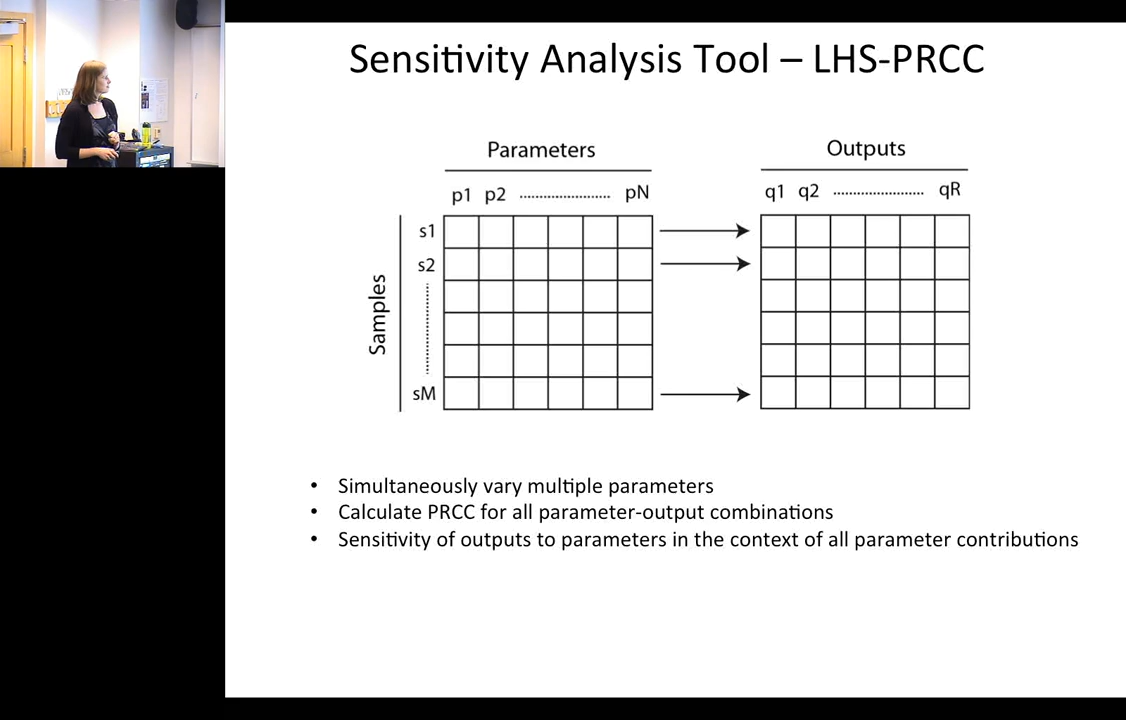 Sensitivity Analysis Tool – LHS-PRCC
Parameters
Outputs
p1 p2 ........................ pN
q1 q2 ........................ qR
s1
s2
Samples
sM
• Simultaneously vary multiple parameters
• Calculate PRCC for all parameter-output combinations
• Sensitivity of outputs to parameters in the context of all parameter contributions